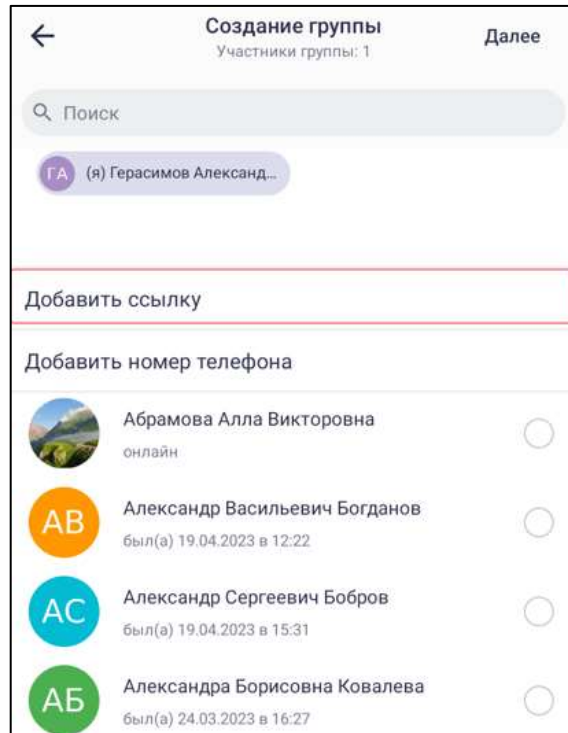 Создание группы
Далее
Участники группы: 1
Поиск
ГА (я) Герасимов Александ...
Добавить ссылку
Добавить номер телефона
Абрамова Алла Викторовна
онлайн
АВ
Александр Васильевич Богданов
был(а) 19.04.2023 в 12:22
АС
Александр Сергеевич Бобров
был(а) 19.04.2023 в 15:31
АБ
Александра Борисовна Ковалева
был(а) 24.03.2023 в 16:27